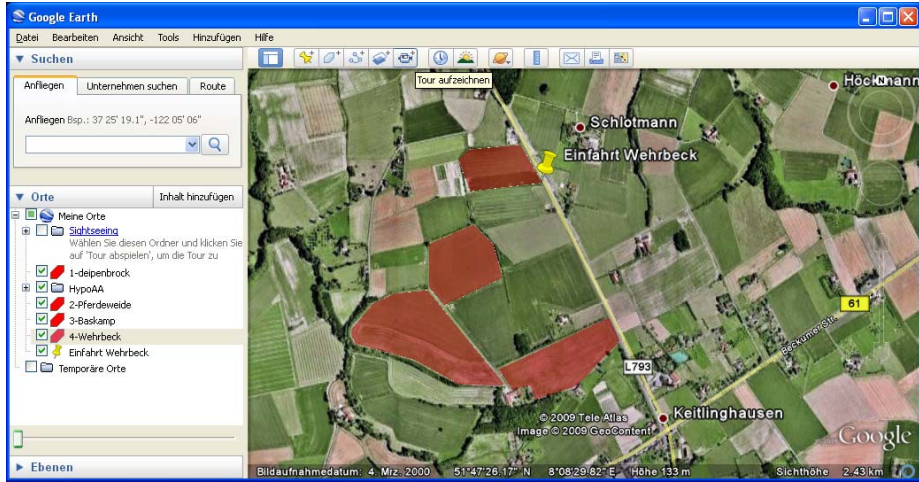 Google Earth
Datei Bearbeiten Ansicht Tools Hinzufügen Hilfe
Suchen
Anfliegen Unternehmen suchen Route
Anfliegen Bsp.: 37 25' 19.1", -122 05' 06"
Orte Inhalt hinzufügen
Meine Orte
Sightseeing
Wählen Sie diesen Ordner und klicken Sie
auf 'Tour abspielen', um die Tour zu
1-deipenbrock
HypoAA
2-Pferdeweide
3-Baskamp
4-Wehrbeck
Einfahrt Wehrbeck
Temporäre Orte
Ebenen
Tour aufzeichnen
Höckmann
N
Schlotmann
Einfahrt Wehrbeck
61
Beckumer Str.
L793
Keitlinghausen
© 2009 Tele Atlas
Image © 2009 GeoContent
Google
Bildaufnahmedatum: 4. Mrz. 2000 51°47'26.17" N 8°08'29.82" E Höhe 133 m Sichthöhe 2.43 km